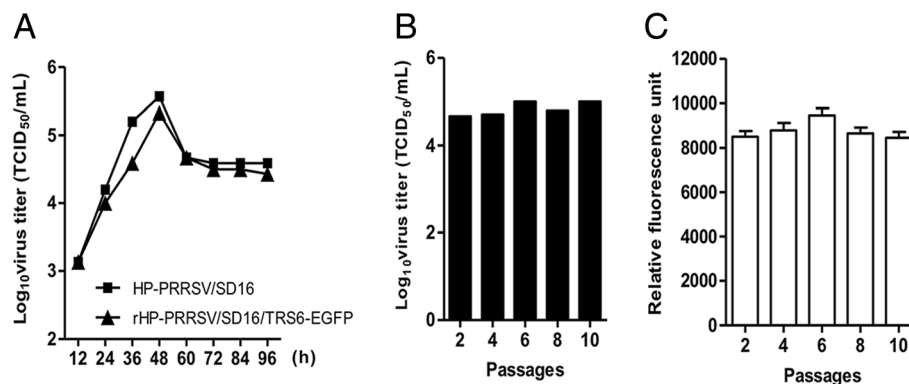 A
Log10virus titer (TCID50/mL)
6
5
4
3
2
HP-PRRSV/SD16
rHP-PRRSV/SD16/TRS6-EGFP
12 24 36 48 60 72 84 96 (h)
B
Log10virus titer (TCID50/mL)
6
4
2
0
2 4 6 8 10
Passages
C
Relative fluorescence unit
12000
10000
8000
6000
4000
2000
0
2 4 6 8 10
Passages